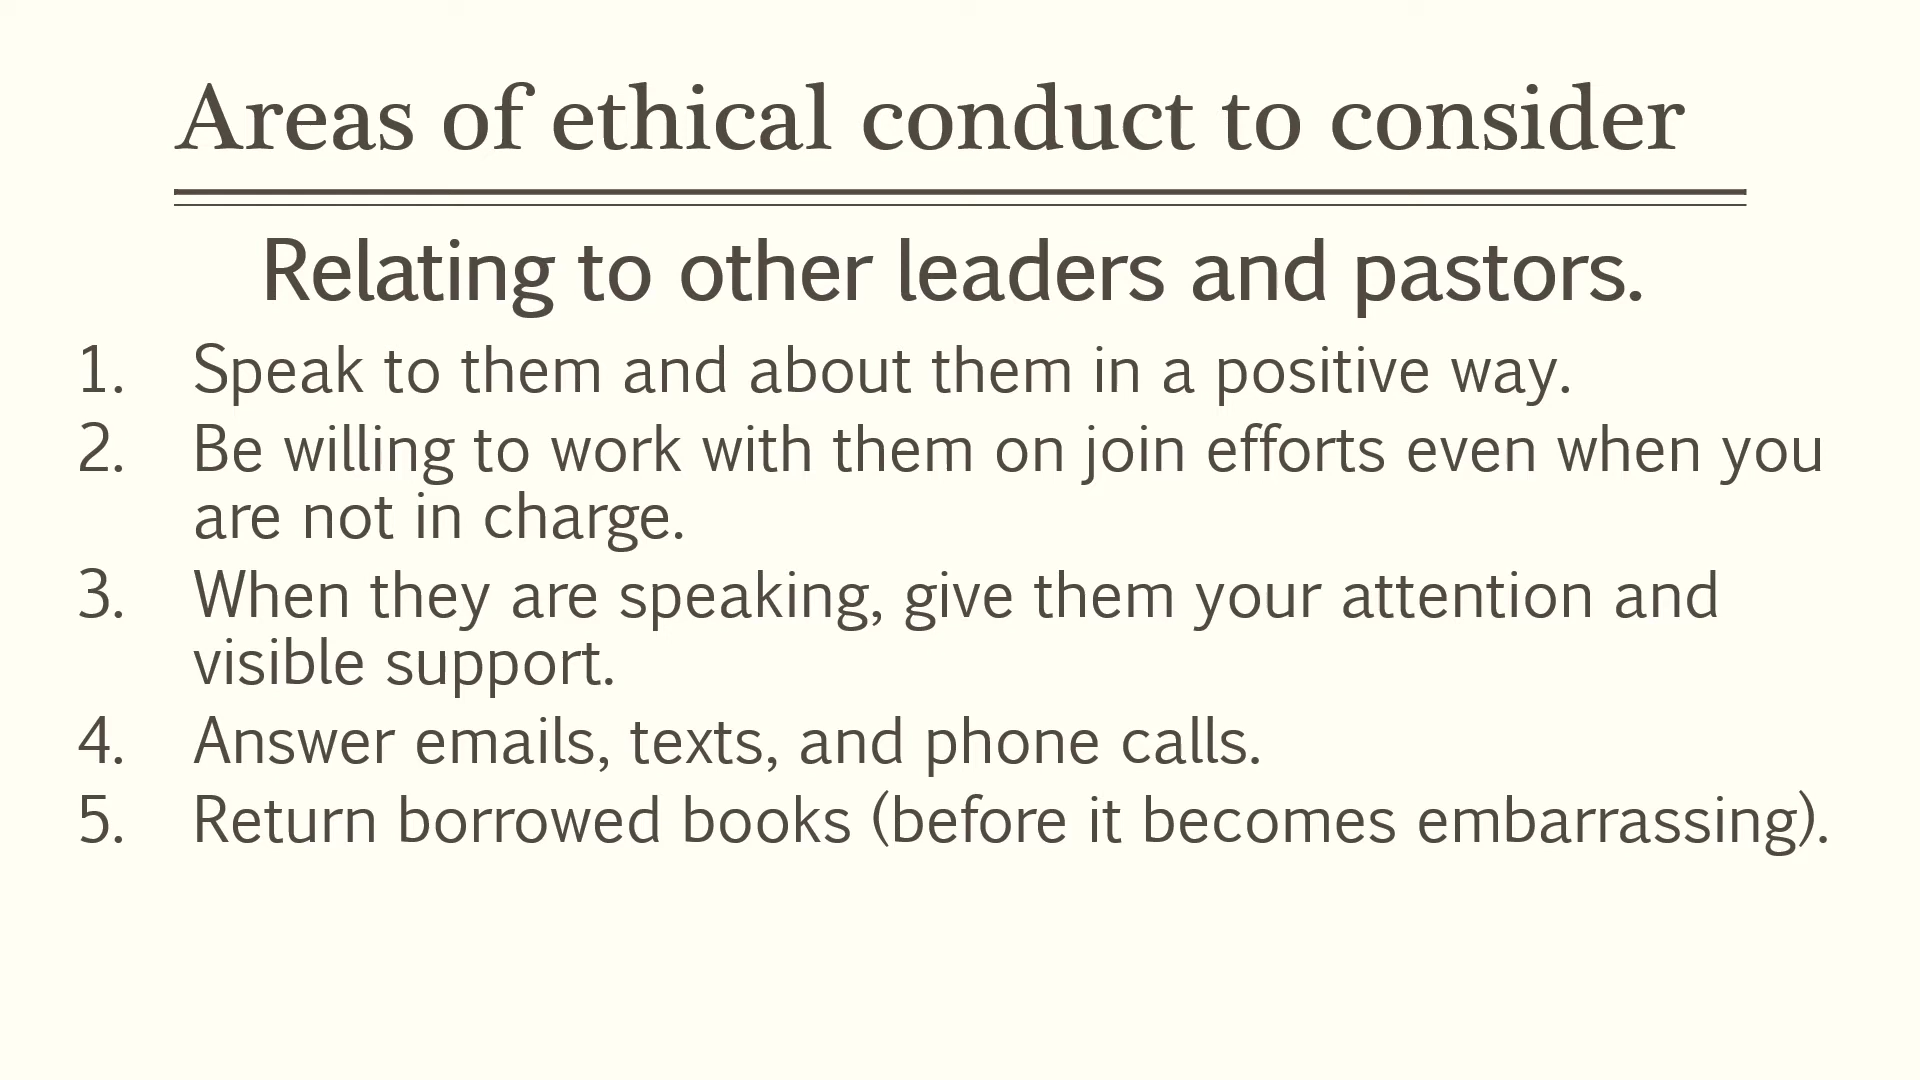 Areas of ethical conduct to consider
Relating to other leaders and pastors.
1. Speak to them and about them in a positive way.
2. Be willing to work with them on join efforts even when you
are not in charge.
3. When they are speaking, give them your attention and
visible support.
4. Answer emails, texts, and phone calls.
5. Return borrowed books (before it becomes embarrassing).